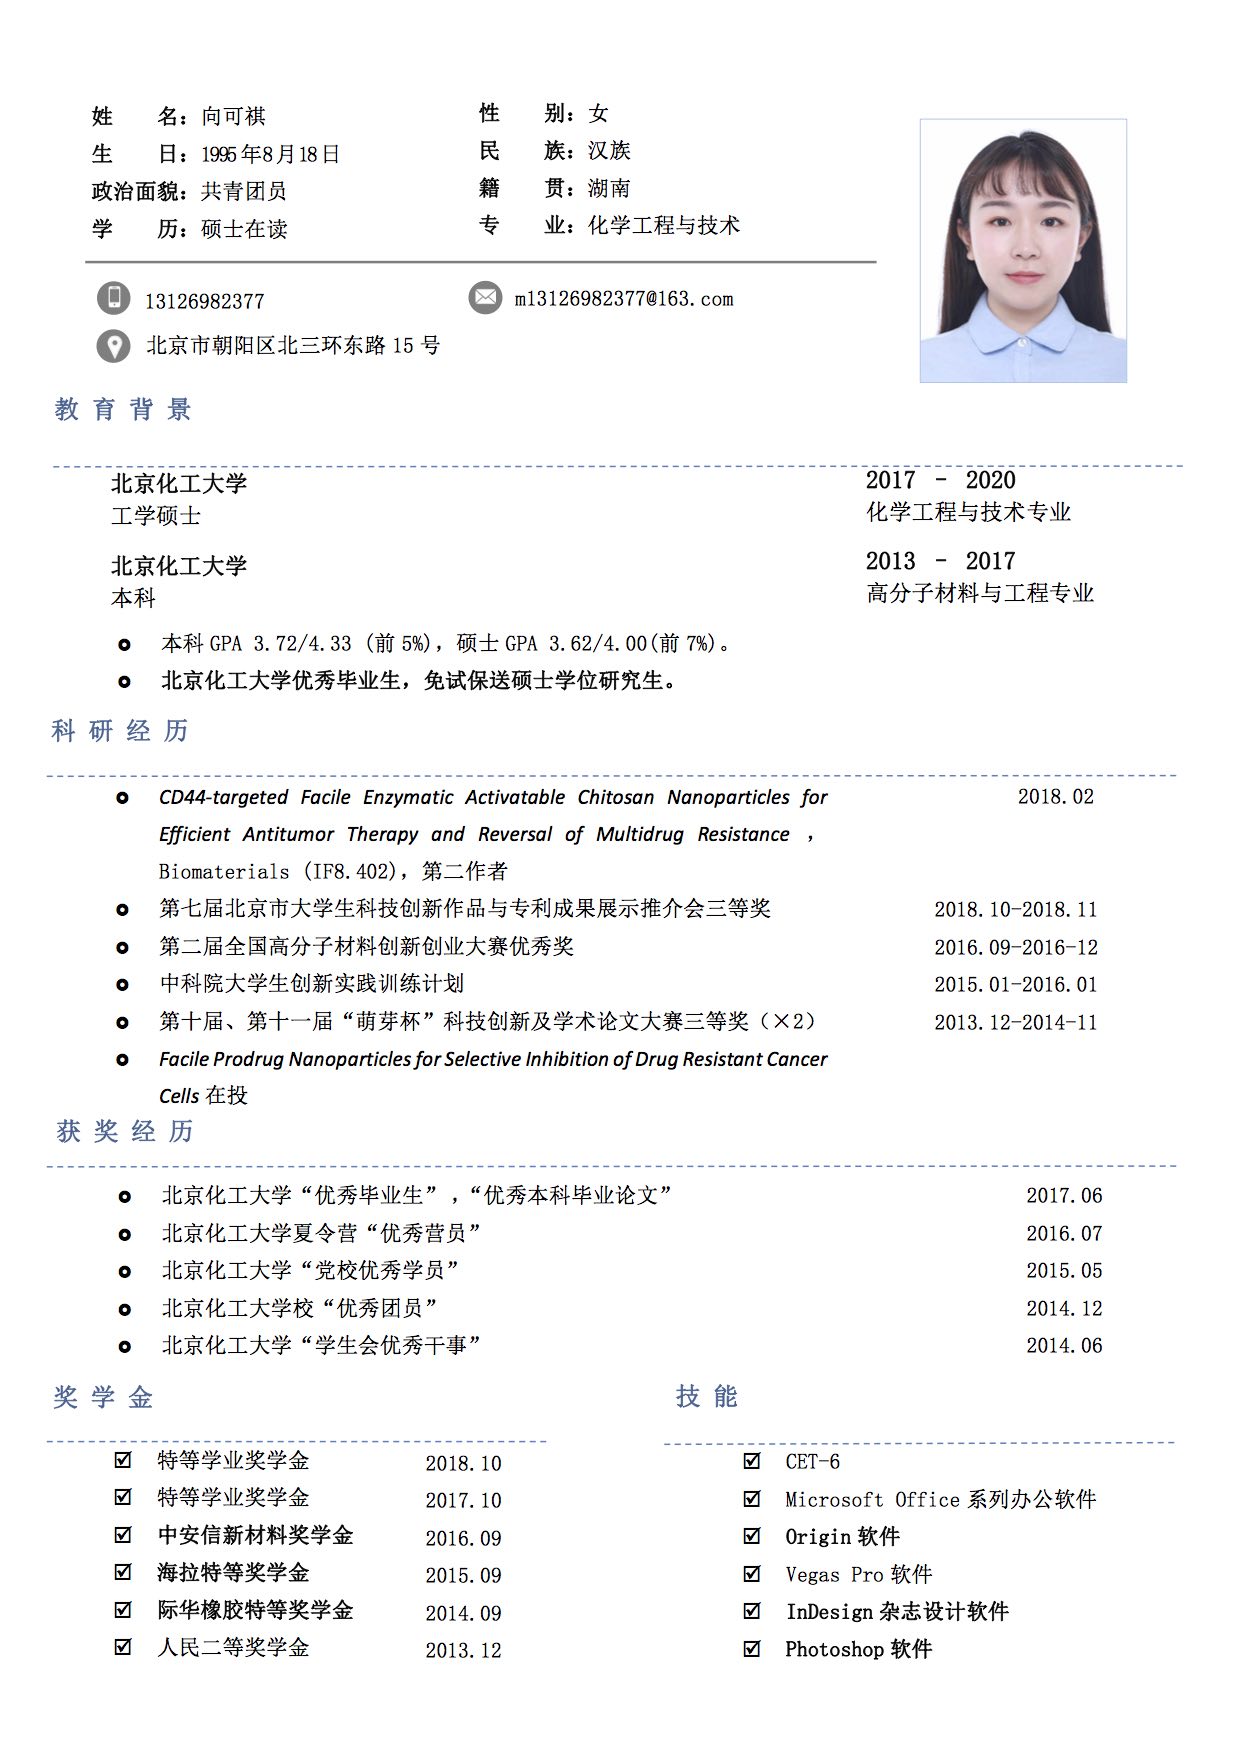 姓 名：向可祺
性 别：女
生 日：1995年8月18日
民 族：汉族
政治面貌：共青团员
籍 贯：湖南
学 历：硕士在读
专 业：化学工程与技术
13126982377
m13126982377@163.com
北京市朝阳区北三环东路 15 号
教育背景
北京化工大学
2017 - 2020
工学硕士
化学工程与技术专业
北京化工大学
2013 - 2017
本科
高分子材料与工程专业
本科 GPA 3.72/4.33 (前 5%)，硕士 GPA 3.62/4.00(前 7%)。
北京化工大学优秀毕业生，免试保送硕士学位研究生。
科研经历
CD44-targeted Facile Enzymatic Activatable Chitosan Nanoparticles for 2018.02
Efficient Antitumor Therapy and Reversal of Multidrug Resistance ，
Biomaterials (IF8.402)，第二作者
第七届北京市大学生科技创新作品与专利成果展示推介会三等奖 2018.10-2018.11
第二届全国高分子材料创新创业大赛优秀奖 2016.09-2016-12
中科院大学生创新实践训练计划 2015.01-2016.01
第十届、第十一届“萌芽杯”科技创新及学术论文大赛三等奖（×2） 2013.12-2014-11
Facile Prodrug Nanoparticles for Selective Inhibition of Drug Resistant Cancer
Cells 在投
获奖经历
北京化工大学“优秀毕业生”，“优秀本科毕业论文” 2017.06
北京化工大学夏令营“优秀营员” 2016.07
北京化工大学“党校优秀学员” 2015.05
北京化工大学校“优秀团员” 2014.12
北京化工大学“学生会优秀干事” 2014.06
奖学金
特等学业奖学金 2018.10
特等学业奖学金 2017.10
中安信新材料奖学金 2016.09
海拉特等奖学金 2015.09
际华橡胶特等奖学金 2014.09
人民二等奖学金 2013.12
技能
CET-6
Microsoft Office 系列办公软件
Origin 软件
Vegas Pro 软件
InDesign 杂志设计软件
Photoshop 软件